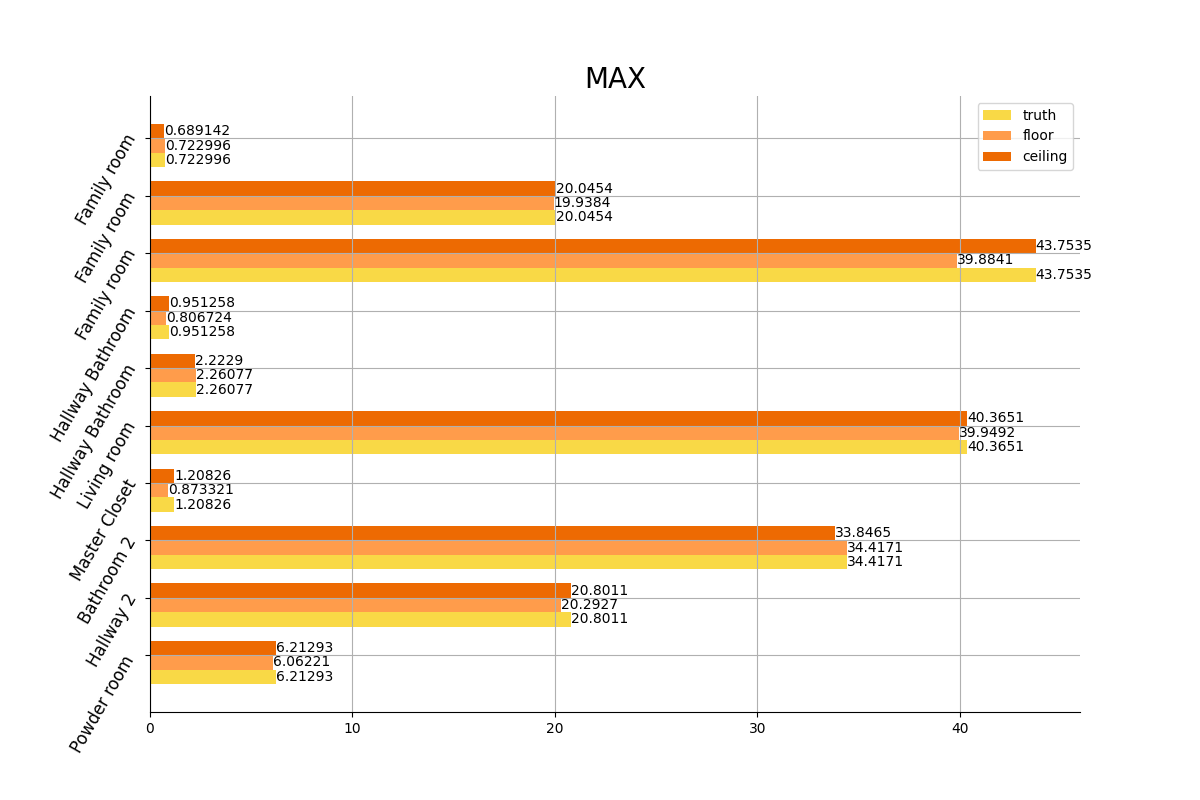 MAX
truth
floor
ceiling
Family room
0.689142
0.722996
0.722996
Family room
20.0454
19.9384
20.0454
Family room
43.7535
39.8841
43.7535
Hallway Bathroom
0.951258
0.806724
0.951258
Hallway Bathroom
2.2229
2.26077
2.26077
Living room
40.3651
39.9492
40.3651
Master Closet
1.20826
0.873321
1.20826
Bathroom 2
33.8465
34.4171
34.4171
Hallway 2
20.8011
20.2927
20.8011
Powder room
6.21293
6.06221
6.21293
0 10 20 30 40